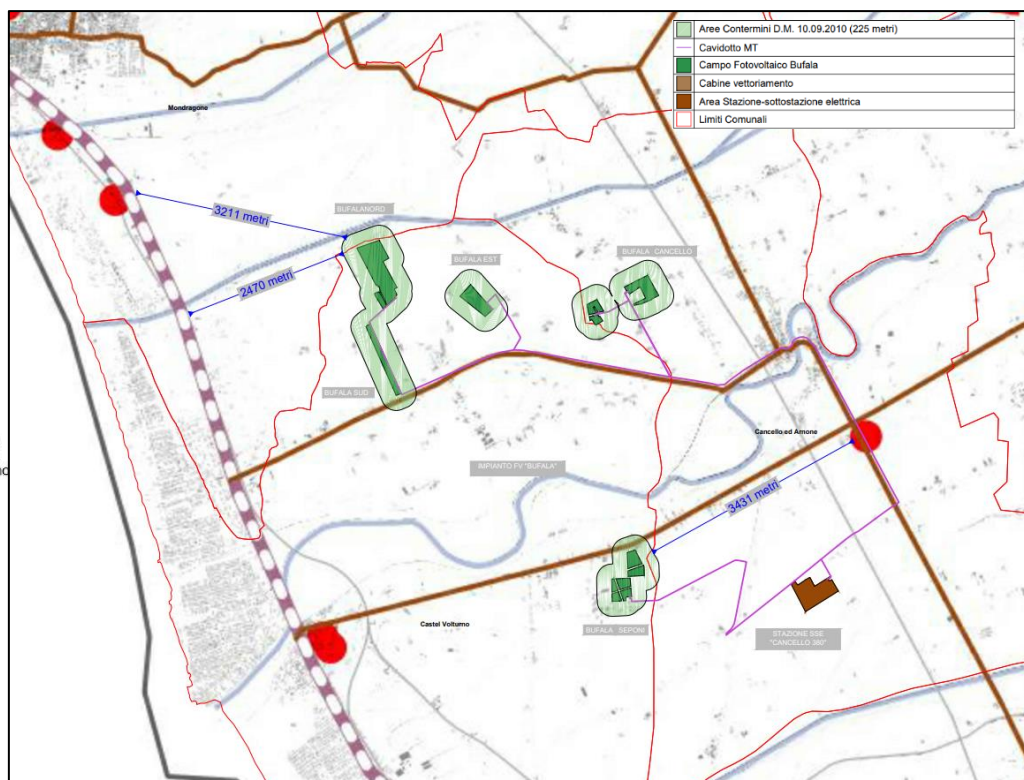 Aree Contermini D.M. 10.09.2010 (225 metri)
Cavidotto MT
Campo Fotovoltaico Bufala
Cabine vettoriamento
Area Stazione-sottostazione elettrica
Limiti Comunali
Mondragone
3211 metri
BUFALANORD
2470 metri
BUFALA EST
BUFALA CANCELLO
BUFALA SUD
Cancello ed Arnone
IMPIANTO FV "BUFALA"
3431 metri
Castel Volturno
BUFALA SEPONI
STAZIONE SSE
"CANCELLO 380"